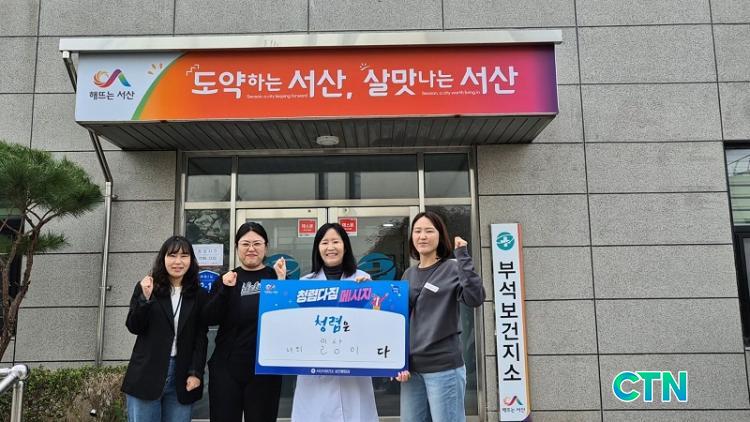 해뜨는 서산
도약하는 서산, 살맛나는 서산
Seosan, a city leaping forward
Seosan, a city worth living in
청렴다짐 메시지
청렴은
나의 일상이 다
부석보건지소
해뜨는 서산
CTN